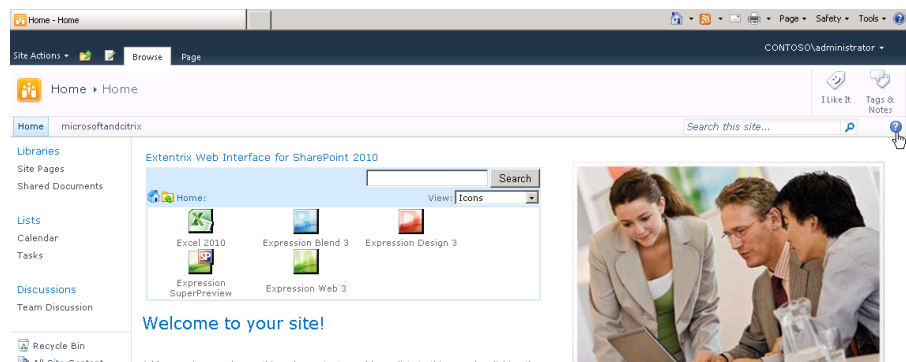 Home - Home
Page
Safety
Tools
Site Actions
Browse
Page
CONTOSO\administrator
Home ▸ Home
I Like It
Tags &
Notes
Home
microsoftandcitrix
Search this site...
Libraries
Site Pages
Shared Documents
Lists
Calendar
Tasks
Discussions
Team Discussion
Recycle Bin
All Site Content
Extentrix Web Interface for SharePoint 2010
Search
Home:
View: Icons
Excel 2010
Expression Blend 3
Expression Design 3
Expression
SuperPreview
Expression Web 3
Welcome to your site!